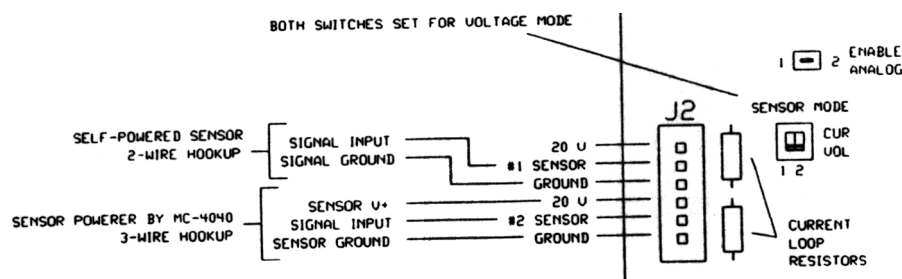 BOTH SWITCHES SET FOR VOLTAGE MODE
1 2 ENABLE
ANALOG
J2
SENSOR MODE
SELF-POWERED SENSOR
2-WIRE HOOKUP
SIGNAL INPUT
SIGNAL GROUND
20 V
#1 SENSOR
GROUND
CUR
VOL
1 2
SENSOR POWERER BY MC-4040
3-WIRE HOOKUP
SENSOR V+
SIGNAL INPUT
SENSOR GROUND
20 V
#2 SENSOR
GROUND
CURRENT
LOOP
RESISTORS